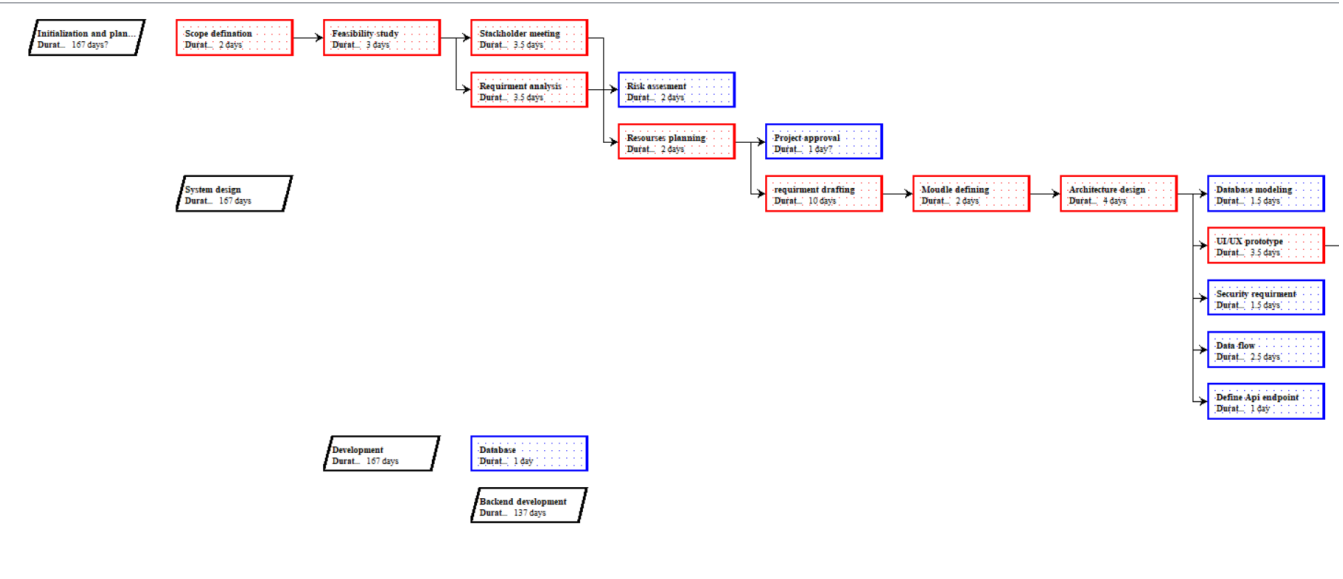 Initialization and plan...
Durat... 167 days?
Scope defination
Durat... 2 days
Feasibility study
Durat... 3 days
Stackholder meeting
Durat... 3.5 days
Requirment analysis
Durat... 3.5 days
Risk assesment
Durat... 2 days
Resourses planning
Durat... 2 days
Project approval
Durat... 1 day?
System design
Durat... 167 days
requirment drafting
Durat... 10 days
Moudle defining
Durat... 2 days
Architecture design
Durat... 4 days
Database modeling
Durat... 1.5 days
UI/UX prototype
Durat... 3.5 days
Security requirment
Durat... 1.5 days
Data flow
Durat... 2.5 days
Define Api endpoint
Durat... 1 day
Development
Durat... 167 days
Database
Durat... 1 day
Backend development
Durat... 137 days